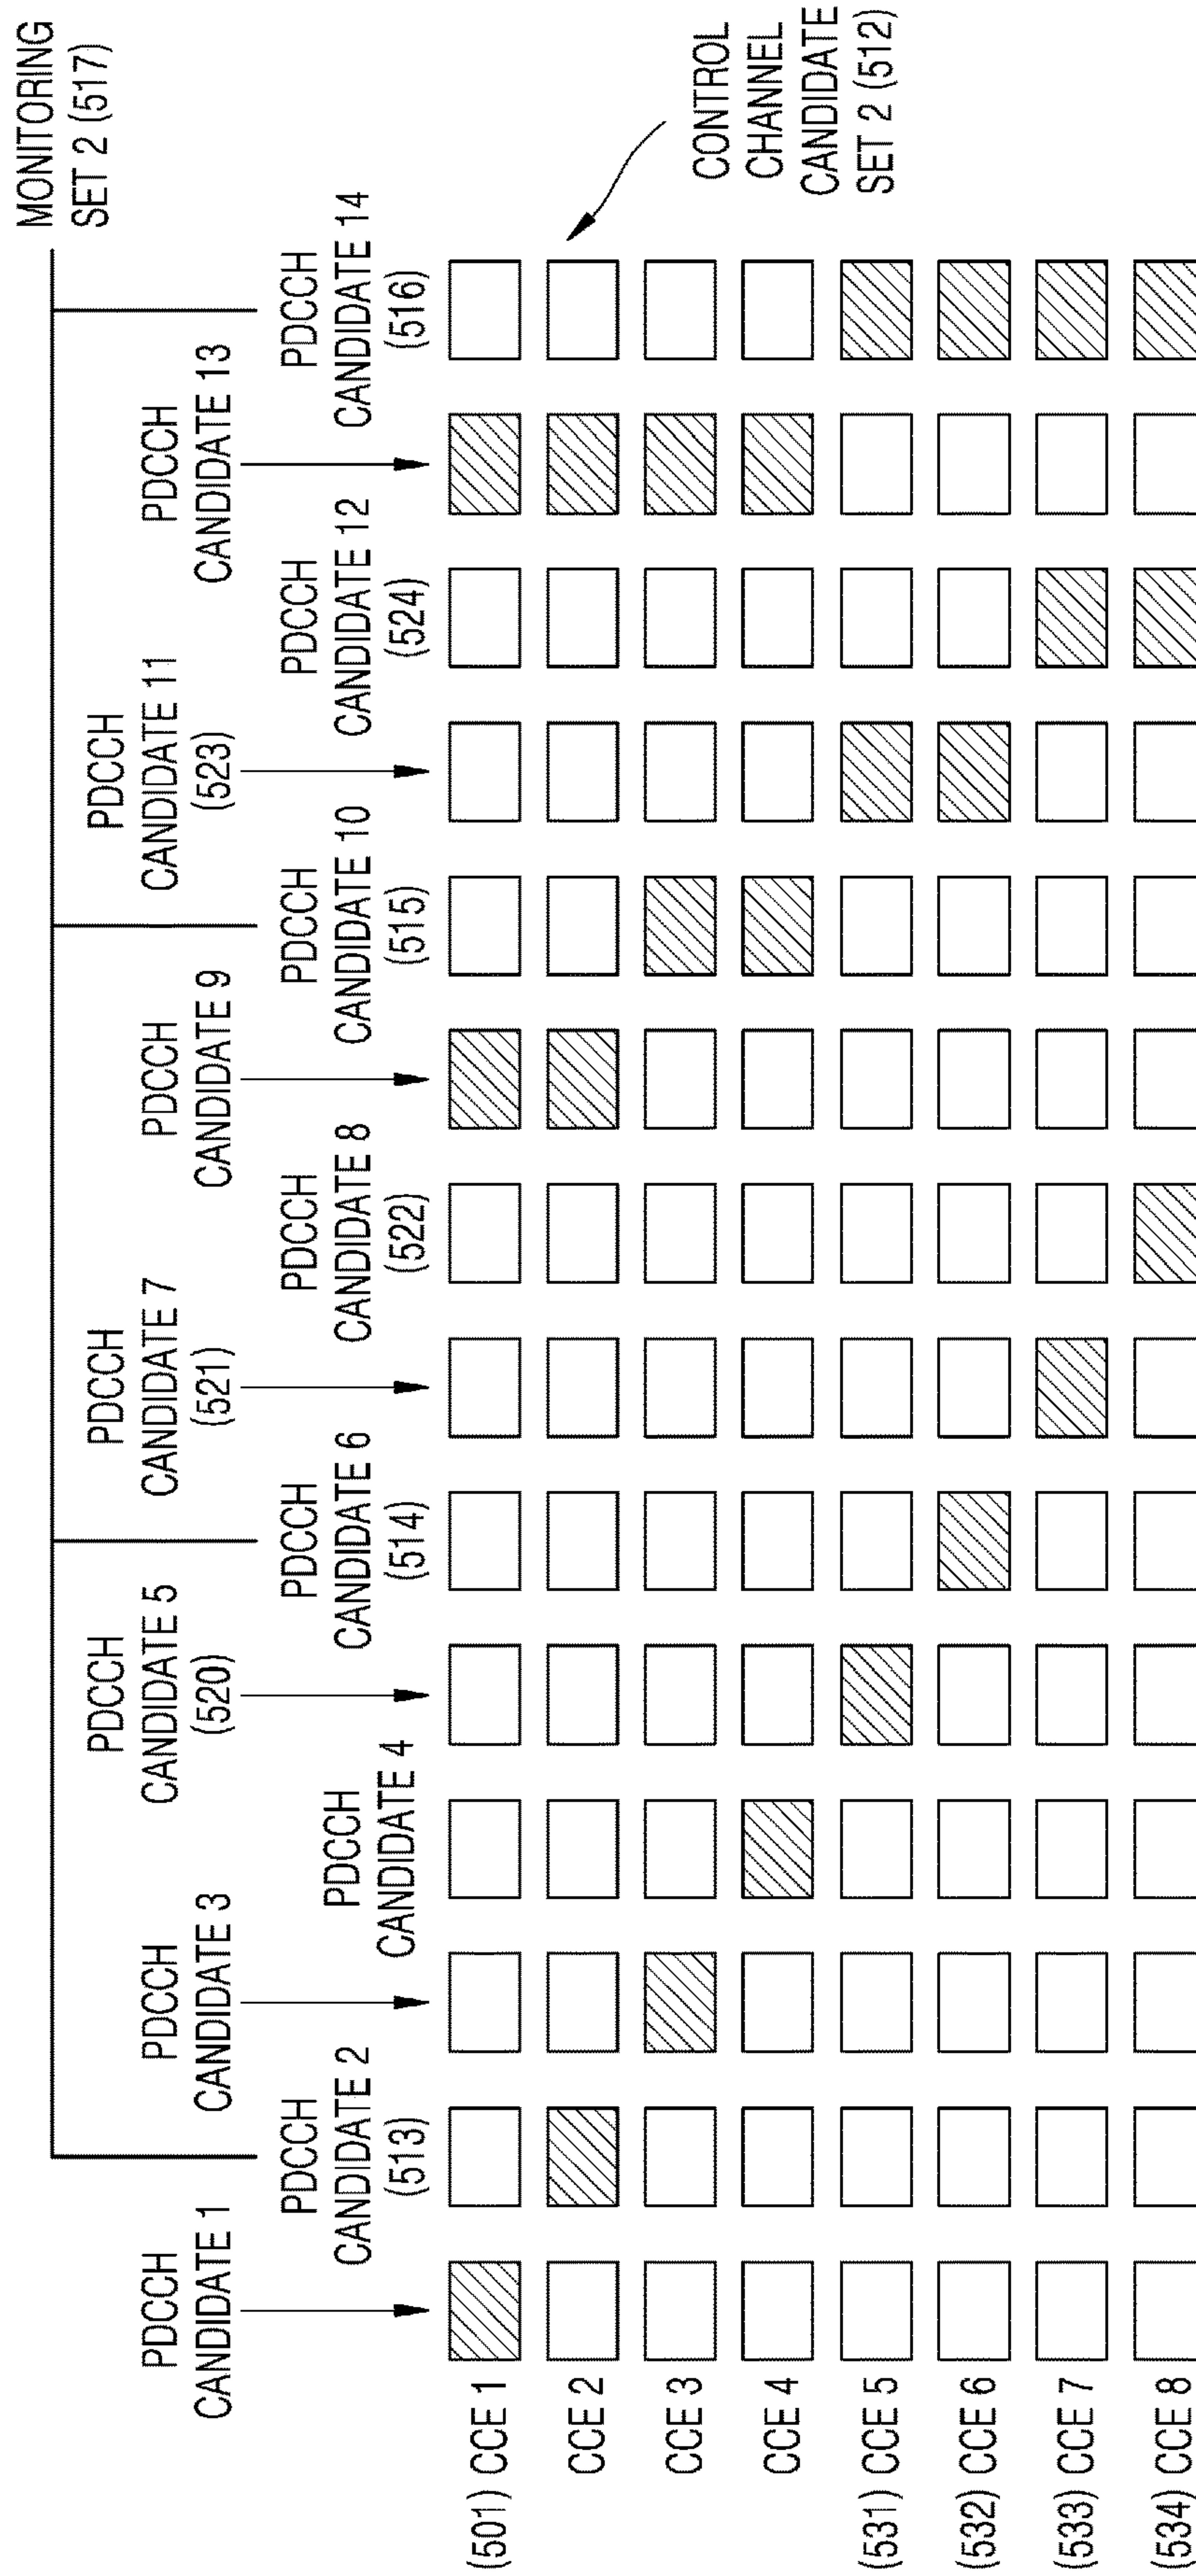 MONITORING
SET 2 (517)
PDCCH
CANDIDATE 1
PDCCH
CANDIDATE 2
(513)
PDCCH
CANDIDATE 3
PDCCH
CANDIDATE 4
PDCCH
CANDIDATE 5
(520)
PDCCH
CANDIDATE 6
(514)
PDCCH
CANDIDATE 7
(521)
PDCCH
CANDIDATE 8
(522)
PDCCH
CANDIDATE 9
PDCCH
CANDIDATE 10
(515)
PDCCH
CANDIDATE 11
(523)
PDCCH
CANDIDATE 12
(524)
PDCCH
CANDIDATE 13
PDCCH
CANDIDATE 14
(516)
CONTROL
CHANNEL
CANDIDATE
SET 2 (512)
(501) CCE 1
CCE 2
CCE 3
CCE 4
(531) CCE 5
(532) CCE 6
(533) CCE 7
(534) CCE 8